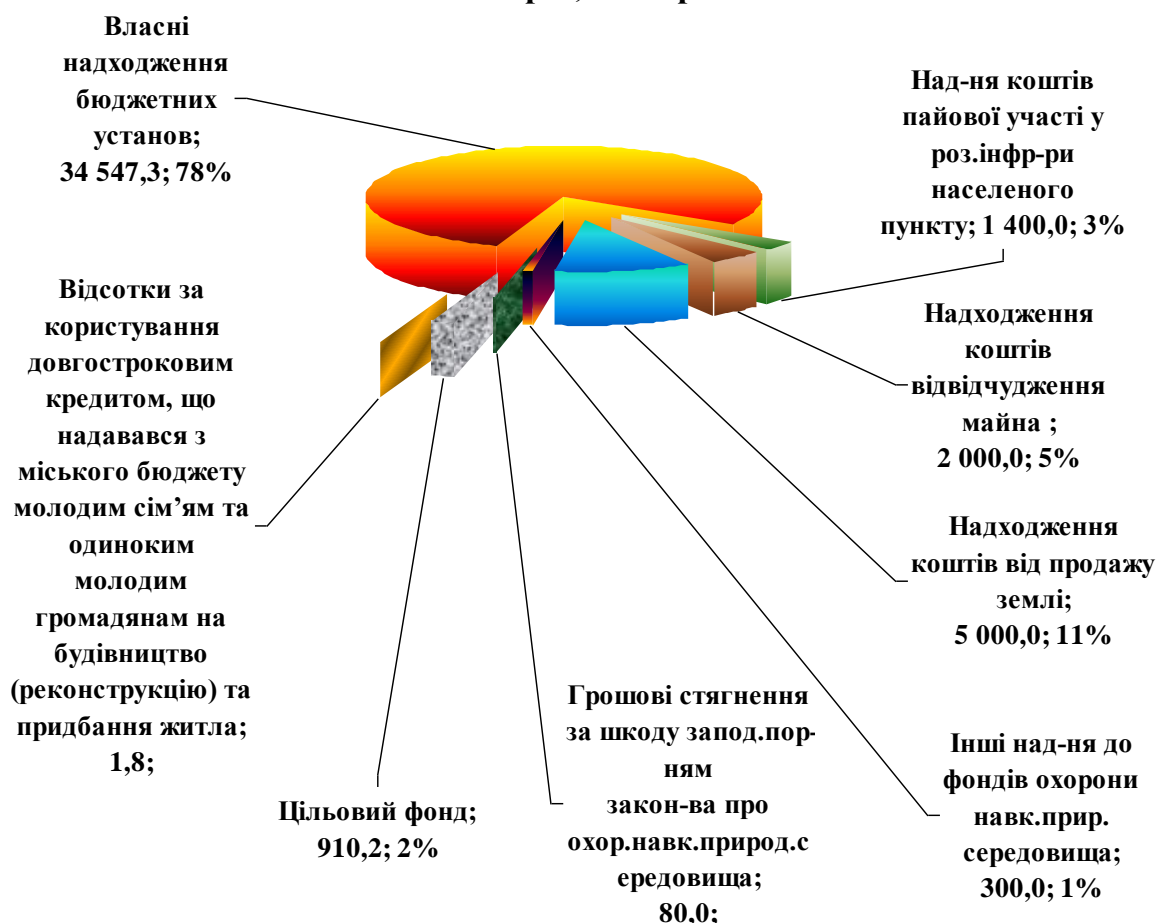 Власні
надходження
бюджетних
установ;
34 547,3; 78%
Над-ня коштів
пайової участі у
роз.інфр-ри
населеного
пункту; 1 400,0; 3%
Відсотки за
користування
довгостроковим
кредитом, що
надавався з
міського бюджету
молодим сім’ям та
одиноким
молодим
громадянам на
будівництво
(реконструкцію) та
придбання житла;
1,8;
Надходження
коштів
відвідчудження
майна ;
2 000,0; 5%
Надходження
коштів від продажу
землі;
5 000,0; 11%
Цільовий фонд;
910,2; 2%
Грошові стягнення
за шкоду запод.пор-
ням
закон-ва про
охор.навк.природ.с
ередовища;
80,0;
Інші над-ня до
фондів охорони
навк.прир.
середовища;
300,0; 1%